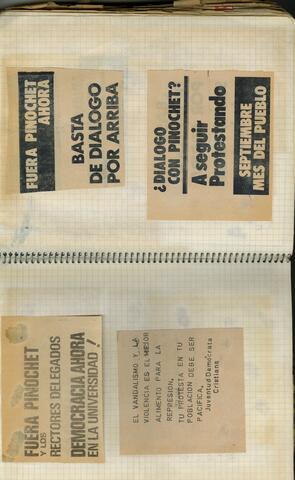 FUERA PINOCHET
AHORA
BASTA
DE DIALOGO
POR ARRIBA
¿DIALOGO
CON PINOCHET?
A seguir
Protestando
SEPTIEMBRE
MES DEL PUEBLO
FUERA PINOCHET
Y LOS
RECTORES DELEGADOS
DEMOCRACIA AHORA
EN LA UNIVERSIDAD!
EL VANDALISMO Y LA
VIOLENCIA ES EL MEJOR
ALIMENTO PARA LA
REPRESION.
TU PROTESTA EN TU
POBLACION DEBE SER
PACIFICA.
Juventud Demócrata
Cristiana